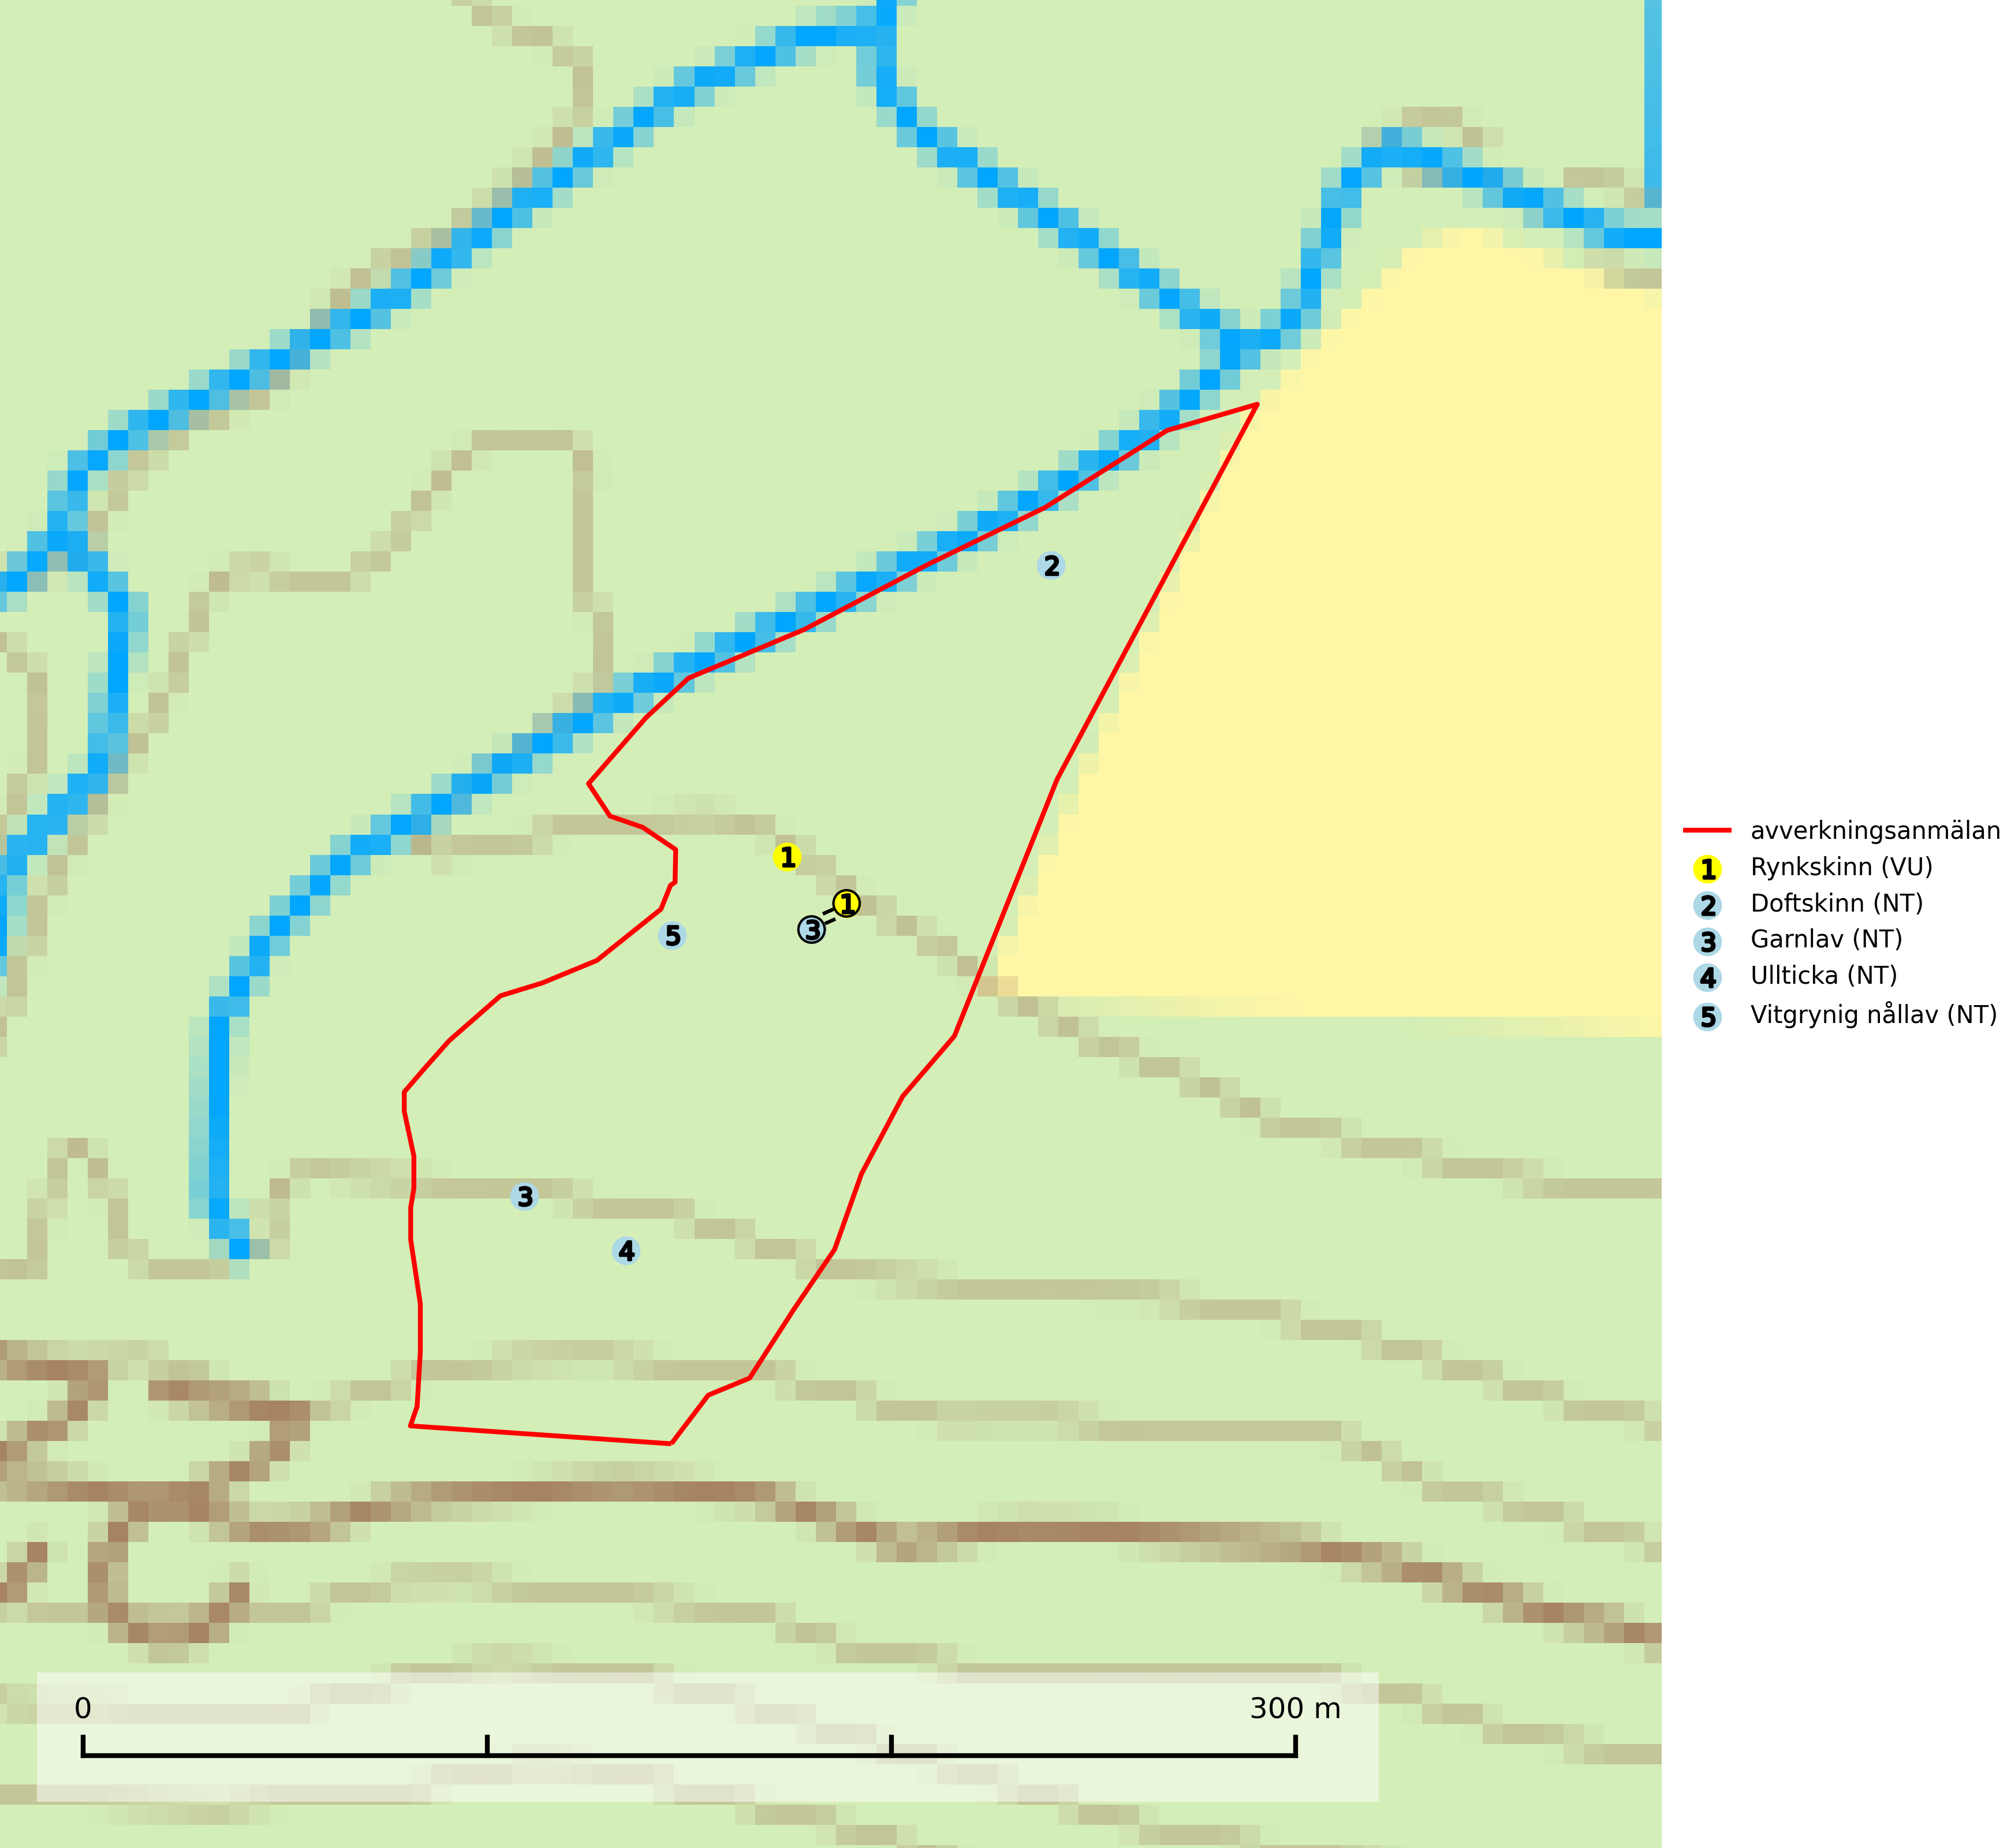 2
1
1
3
5
3
4
avverkningsanmälan
1 Rynkskinn (VU)
2 Doftskinn (NT)
3 Garnlav (NT)
4 Ullticka (NT)
5 Vitgrynig nållav (NT)
0 300 m